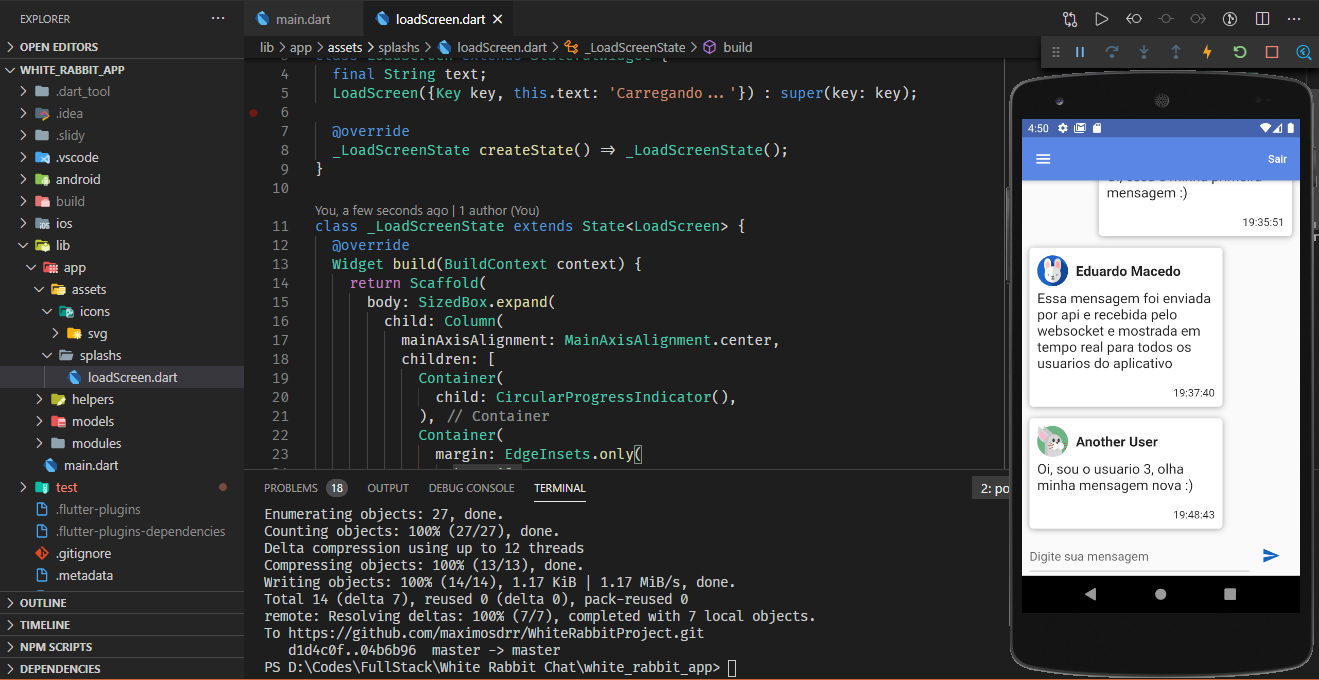 EXPLORER
OPEN EDITORS
WHITE_RABBIT_APP
.dart_tool
.idea
.slidy
.vscode
android
build
ios
lib
app
assets
icons
svg
splashs
loadScreen.dart
helpers
models
modules
main.dart
test
.flutter-plugins
.flutter-plugins-dependencies
.gitignore
.metadata
OUTLINE
TIMELINE
NPM SCRIPTS
DEPENDENCIES
main.dart
loadScreen.dart
lib > app > assets > splashs > loadScreen.dart > _LoadScreenState > build
3 class LoadScreen extends StatefulWidget {
4 final String text;
5 LoadScreen({Key key, this.text: 'Carregando...'}) : super(key: key);
6
7 @override
8 _LoadScreenState createState() => _LoadScreenState();
9 }
10
You, a few seconds ago | 1 author (You)
11 class _LoadScreenState extends State<LoadScreen> {
12 @override
13 Widget build(BuildContext context) {
14 return Scaffold(
15 body: SizedBox.expand(
16 child: Column(
17 mainAxisAlignment: MainAxisAlignment.center,
18 children: [
19 Container(
20 child: CircularProgressIndicator(),
21 ), // Container
22 Container(
23 margin: EdgeInsets.only(
PROBLEMS 18 OUTPUT DEBUG CONSOLE TERMINAL
2: po
Enumerating objects: 27, done.
Counting objects: 100% (27/27), done.
Delta compression using up to 12 threads
Compressing objects: 100% (13/13), done.
Writing objects: 100% (14/14), 1.17 KiB | 1.17 MiB/s, done.
Total 14 (delta 7), reused 0 (delta 0), pack-reused 0
remote: Resolving deltas: 100% (7/7), completed with 7 local objects.
To https://github.com/maximosdrr/WhiteRabbitProject.git
d1d4c0f..04b6b96 master -> master
PS D:\Codes\FullStack\White Rabbit Chat\white_rabbit_app>
4:50
Sair
Oi, essa é minha primeira
mensagem :)
19:35:51
Eduardo Macedo
Essa mensagem foi enviada
por api e recebida pelo
websocket e mostrada em
tempo real para todos os
usuarios do aplicativo
19:37:40
Another User
Oi, sou o usuario 3, olha
minha mensagem nova :)
19:48:43
Digite sua mensagem